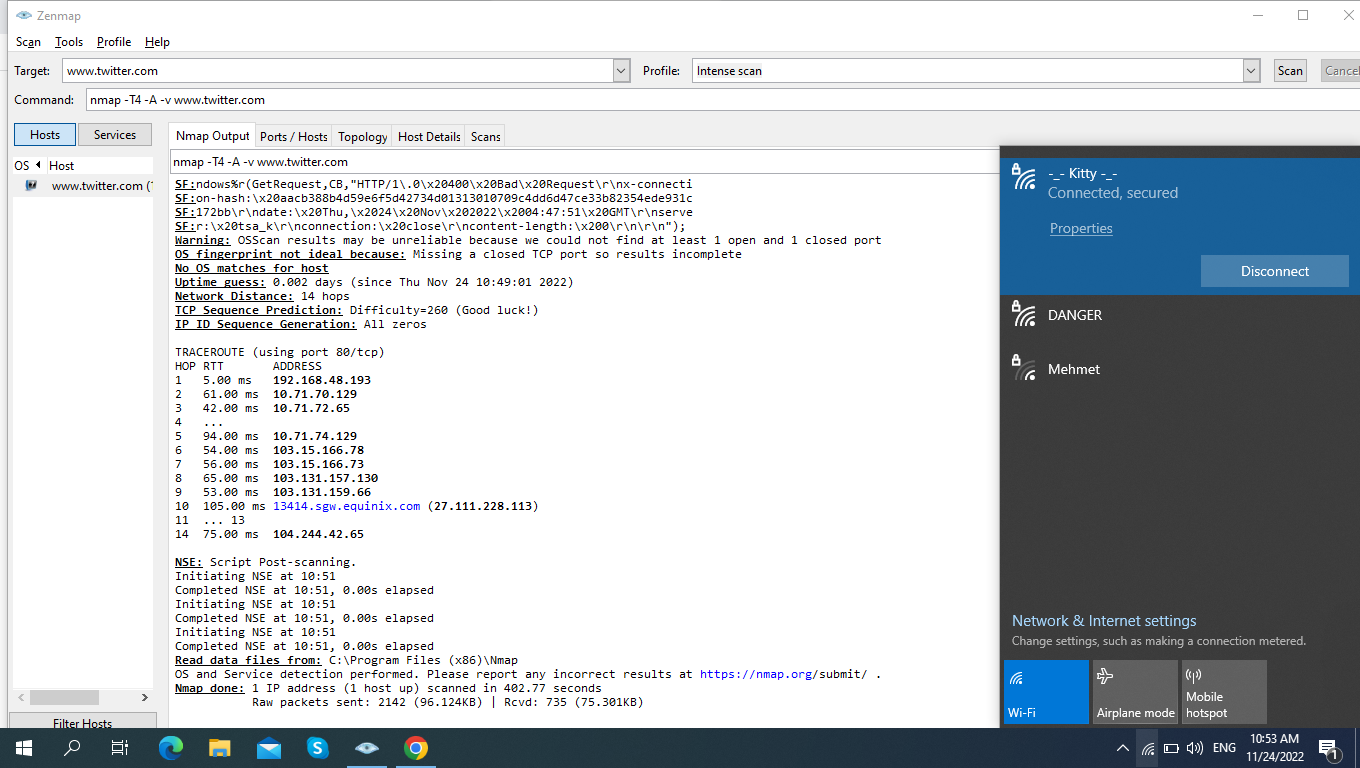 Zenmap
Scan Tools Profile Help
Target: www.twitter.com Profile: Intense scan Scan Cancel
Command: nmap -T4 -A -v www.twitter.com
Hosts Services
Nmap Output Ports / Hosts Topology Host Details Scans
OS Host
www.twitter.com (
nmap -T4 -A -v www.twitter.com
SF:ndows%r(GetRequest,CB,"HTTP/1\.0\x20400\x20Bad\x20Request\r\nx-connecti
SF:on-hash:\x20aacb388b4d59e6f5d42734d01313010709c4dd6d47ce33b82354ede931c
SF:172bb\r\ndate:\x20Thu,\x2024\x20Nov\x202022\x2004:47:51\x20GMT\r\nserve
SF:r:\x20tsa_k\r\nconnection:\x20close\r\ncontent-length:\x200\r\n\r\n");
Warning: OSScan results may be unreliable because we could not find at least 1 open and 1 closed port
OS fingerprint not ideal because: Missing a closed TCP port so results incomplete
No OS matches for host
Uptime guess: 0.002 days (since Thu Nov 24 10:49:01 2022)
Network Distance: 14 hops
TCP Sequence Prediction: Difficulty=260 (Good luck!)
IP ID Sequence Generation: All zeros
TRACEROUTE (using port 80/tcp)
HOP RTT ADDRESS
1 5.00 ms 192.168.48.193
2 61.00 ms 10.71.70.129
3 42.00 ms 10.71.72.65
4 ...
5 94.00 ms 10.71.74.129
6 54.00 ms 103.15.166.78
7 56.00 ms 103.15.166.73
8 65.00 ms 103.131.157.130
9 53.00 ms 103.131.159.66
10 105.00 ms 13414.sgw.equinix.com (27.111.228.113)
11 ... 13
14 75.00 ms 104.244.42.65
NSE: Script Post-scanning.
Initiating NSE at 10:51
Completed NSE at 10:51, 0.00s elapsed
Initiating NSE at 10:51
Completed NSE at 10:51, 0.00s elapsed
Initiating NSE at 10:51
Completed NSE at 10:51, 0.00s elapsed
Read data files from: C:\Program Files (x86)\Nmap
OS and Service detection performed. Please report any incorrect results at https://nmap.org/submit/ .
Nmap done: 1 IP address (1 host up) scanned in 402.77 seconds
Raw packets sent: 2142 (96.124KB) | Rcvd: 735 (75.301KB)
Filter Hosts
-_- Kitty -_-
Connected, secured
Properties
Disconnect
DANGER
Mehmet
Network & Internet settings
Change settings, such as making a connection metered.
Wi-Fi
Airplane mode
Mobile
hotspot
ENG
10:53 AM
11/24/2022
1